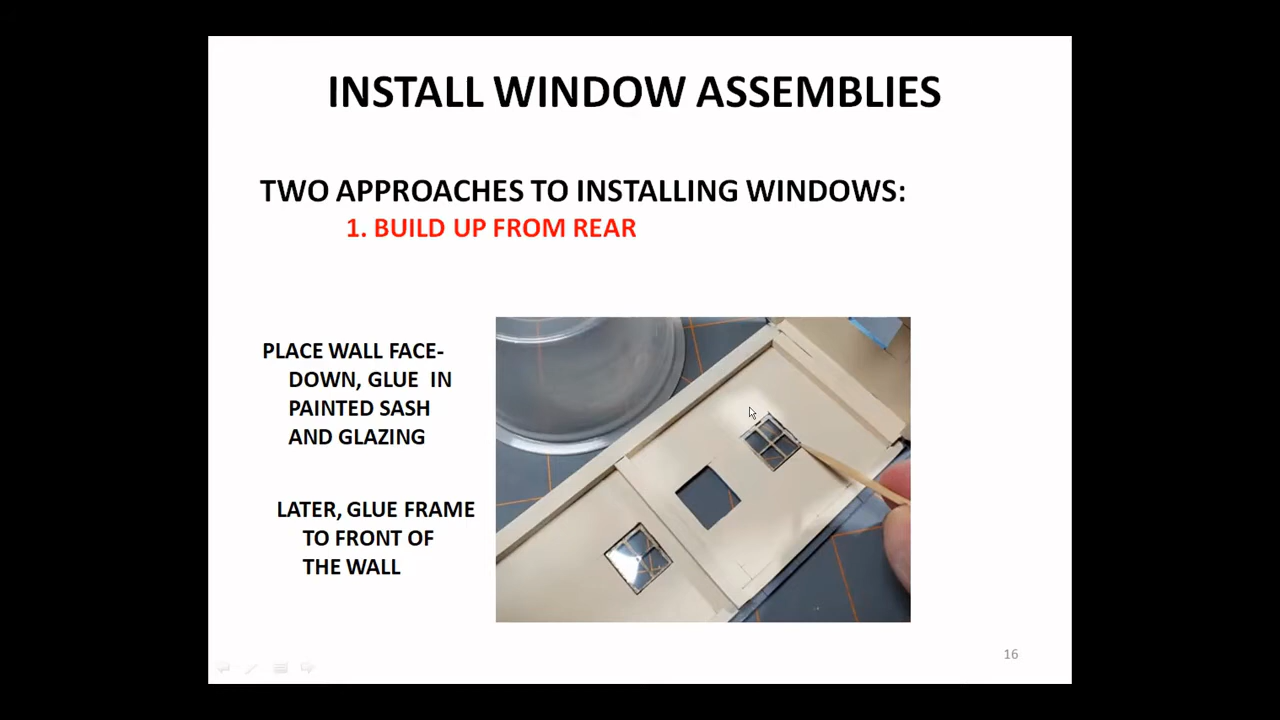 INSTALL WINDOW ASSEMBLIES
TWO APPROACHES TO INSTALLING WINDOWS:
1. BUILD UP FROM REAR
PLACE WALL FACE-
DOWN, GLUE IN
PAINTED SASH
AND GLAZING
LATER, GLUE FRAME
TO FRONT OF
THE WALL
16